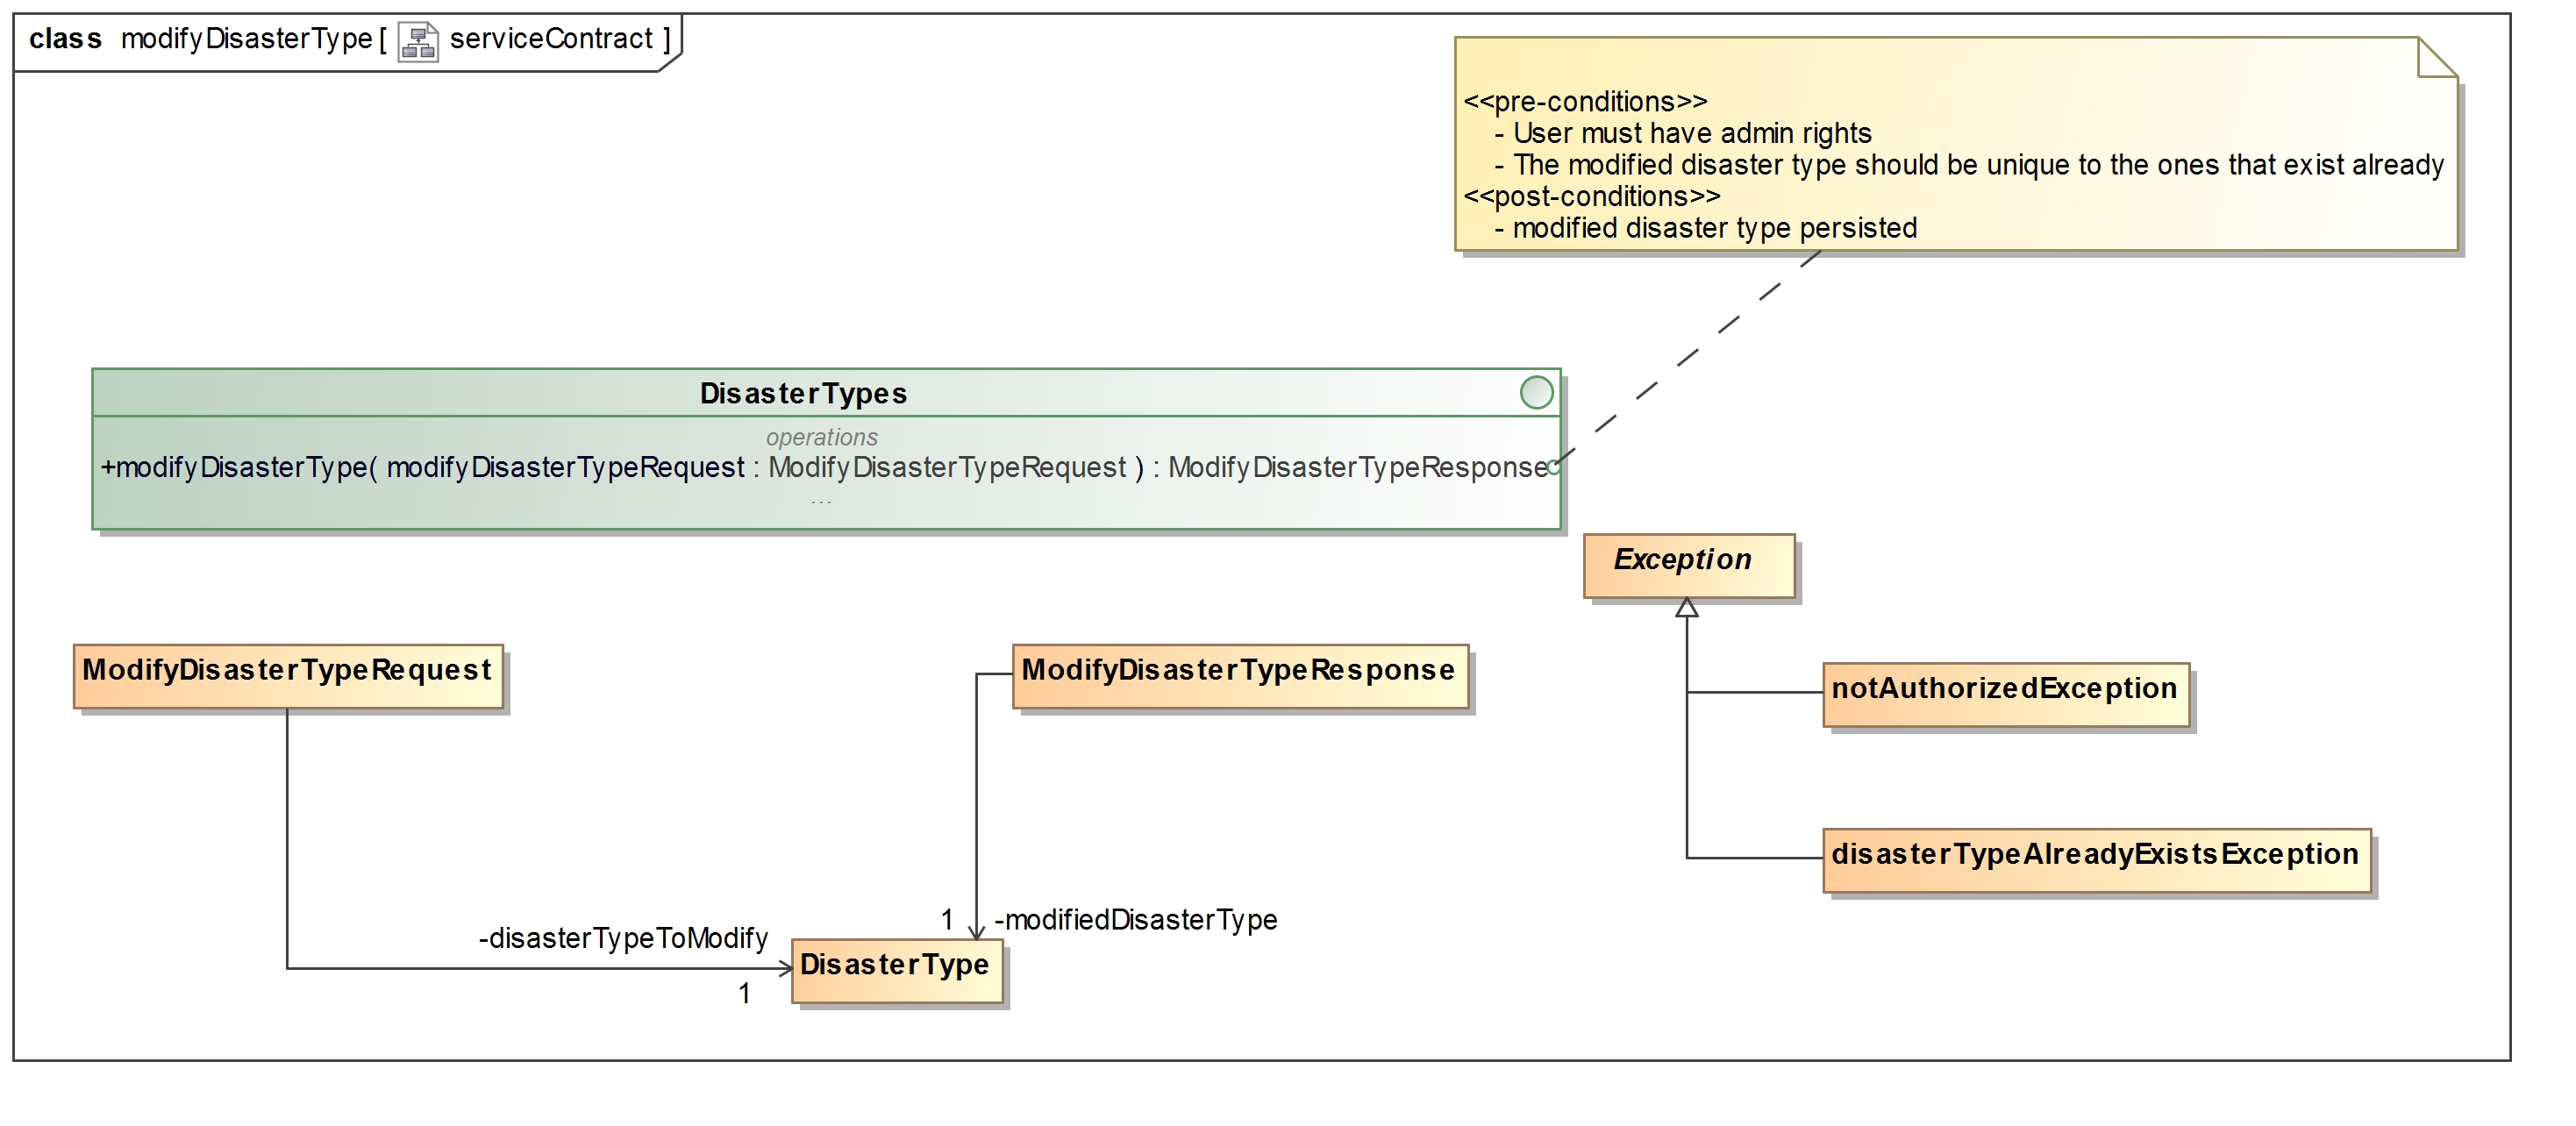 class modifyDisasterType [ serviceContract ]
<<pre-conditions>>
- User must have admin rights
- The modified disaster type should be unique to the ones that exist already
<<post-conditions>>
- modified disaster type persisted
DisasterTypes
operations
+modifyDisasterType( modifyDisasterTypeRequest : ModifyDisasterTypeRequest ) : ModifyDisasterTypeResponse
...
Exception
ModifyDisasterTypeRequest
ModifyDisasterTypeResponse
notAuthorizedException
disasterTypeAlreadyExistsException
1
-modifiedDisasterType
-disasterTypeToModify
DisasterType
1